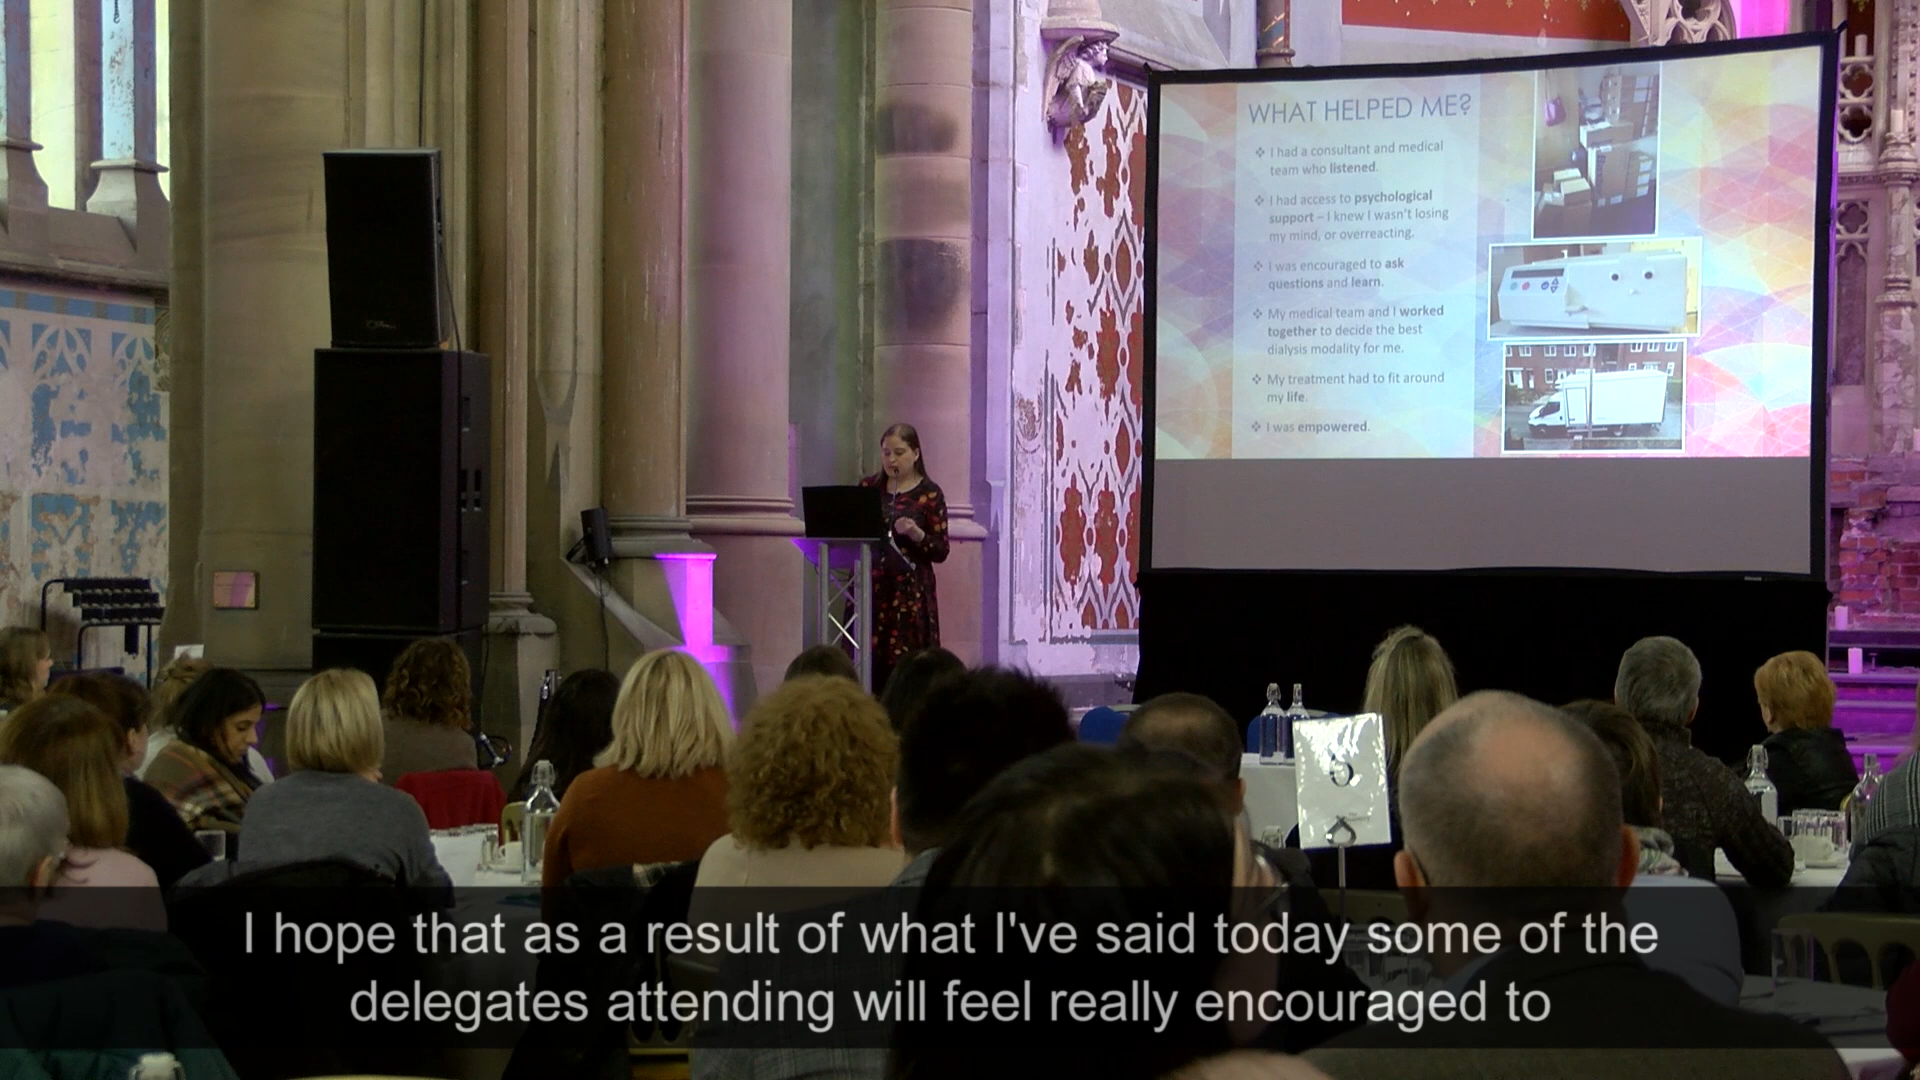 WHAT HELPED ME?
❖ I had a consultant and medical
team who listened.
❖ I had access to psychological
support – I knew I wasn't losing
my mind, or overreacting.
❖ I was encouraged to ask
questions and learn.
❖ My medical team and I worked
together to decide the best
dialysis modality for me.
❖ My treatment had to fit around
my life.
❖ I was empowered.
5
I hope that as a result of what I've said today some of the
delegates attending will feel really encouraged to